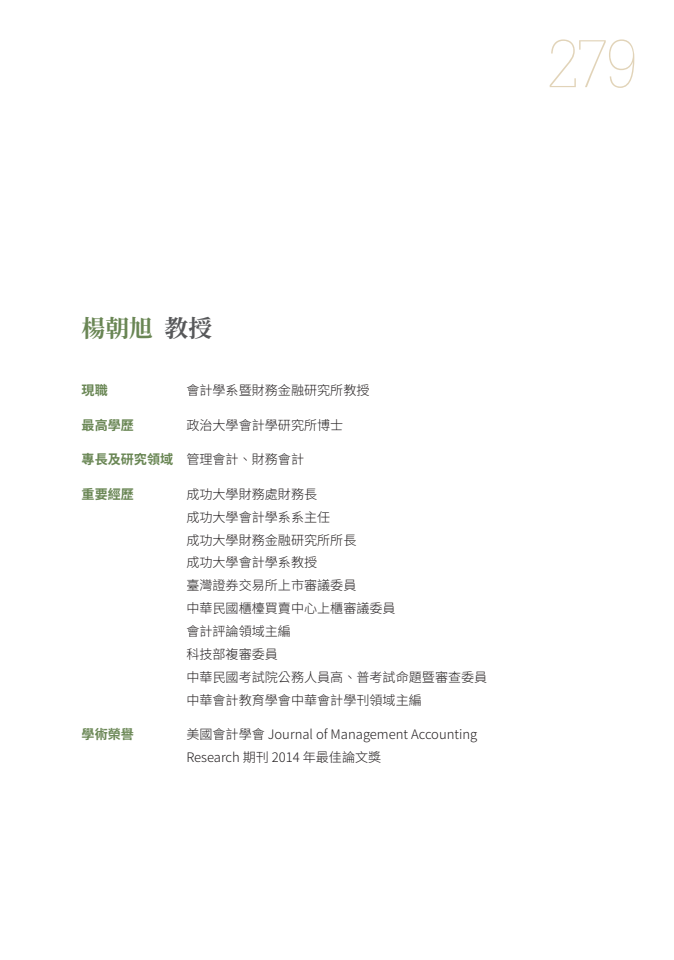 279
楊朝旭 教授
現職 會計學系暨財務金融研究所教授
最高學歷 政治大學會計學研究所博士
專長及研究領域 管理會計、財務會計
重要經歷 成功大學財務處財務長
成功大學會計學系系主任
成功大學財務金融研究所所長
成功大學會計學系教授
臺灣證券交易所上市審議委員
中華民國櫃檯買賣中心上櫃審議委員
會計評論領域主編
科技部複審委員
中華民國考試院公務人員高、普考試命題暨審查委員
中華會計教育學會中華會計學刊領域主編
學術榮譽 美國會計學會 Journal of Management Accounting
Research 期刊 2014 年最佳論文獎